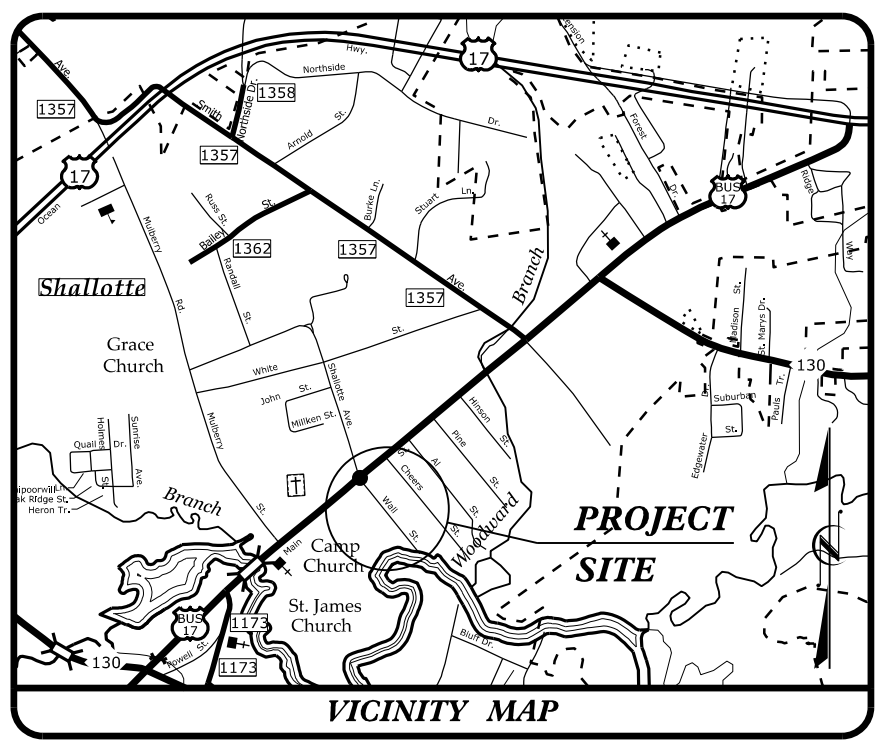 ension
Hwy.
17
Ave.
Northside
1358
1357
Smith
Northside Dr.
Arnold St.
Dr.
Forest
Dr.
1357
17
BUS
17
Ridge
Way
Ocean
Mulberry
Rd.
Russ St.
Bailey
St.
1362
Randall
St.
Burke Ln.
Stuart
Ln.
1357
Ave.
1357
Branch
Shallotte
Grace
Church
White
St.
Shallotte
Ave.
John
St.
Millken St.
Madison St.
St. Marys Dr.
130
Pauls Tr.
Suburban
St.
Dr.
Edgewater
Hinson
St.
Pine
St.
Al
St.
Cheers
S.
Wall
St.
Mulberry
St.
Holmes
St.
Sunrise
Ave.
Quail
Dr.
hipoorwill Ln.
ak Ridge St.
Heron Tr.
Branch
Woodward
PROJECT
SITE
Main
Camp
Church
St. James
Church
BUS
17
1173
1173
130
Powell St.
Bluff Dr.
VICINITY MAP